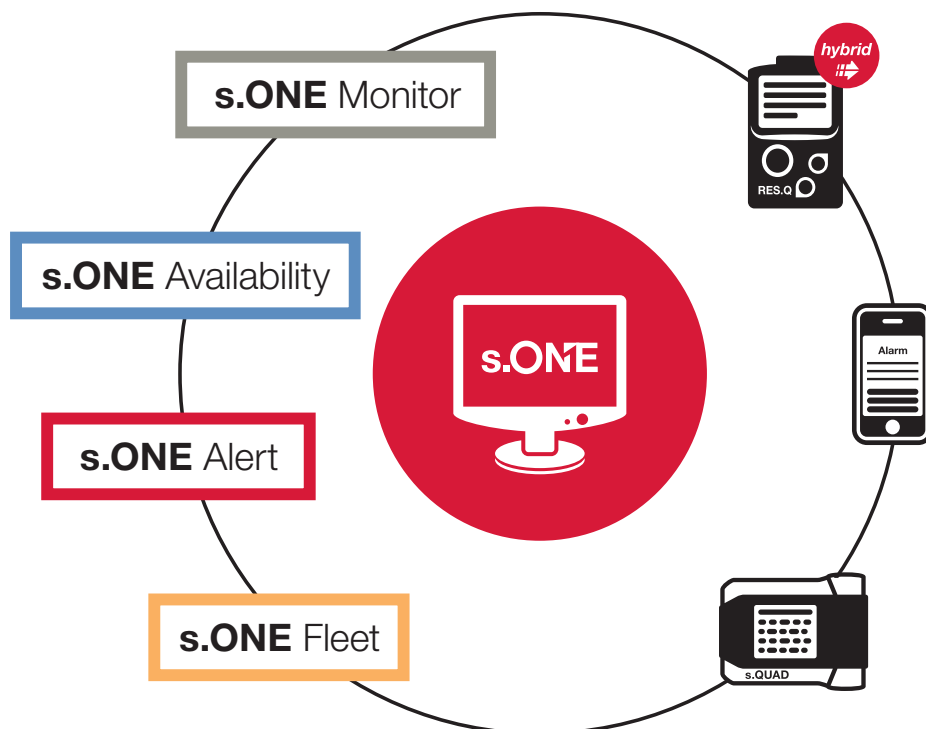 hybrid
s.ONE Monitor
RES.Q
s.ONE Availability
s.ONE
Alarm
s.ONE Alert
s.ONE Fleet
s.QUAD